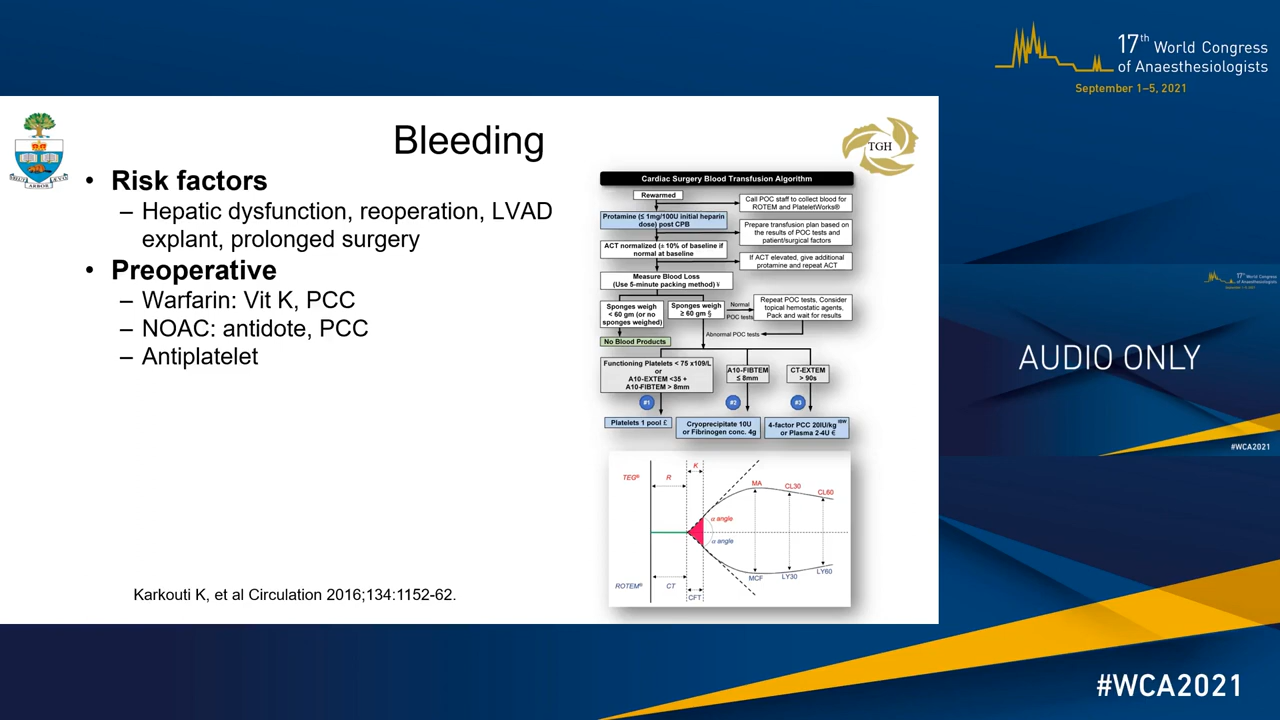 17th World Congress
of Anaesthesiologists
September 1–5, 2021
Bleeding
TGH
• Risk factors
– Hepatic dysfunction, reoperation, LVAD
explant, prolonged surgery
• Preoperative
– Warfarin: Vit K, PCC
– NOAC: antidote, PCC
– Antiplatelet
Karkouti K, et al Circulation 2016;134:1152-62.
Cardiac Surgery Blood Transfusion Algorithm
Rewarmed
Call POC staff to collect blood for
ROTEM and PlateletWorks®
Protamine (≤ 1mg/100U initial heparin
dose) post CPB
Prepare transfusion plan based on
the results of POC tests and
patient/surgical factors
ACT normalized (± 10% of baseline if
normal at baseline
If ACT elevated, give additional
protamine and repeat ACT
Measure Blood Loss
(Use 5-minute packing method) ¥
Sponges weigh
< 60 gm (or no
sponges weighed)
Sponges weigh
≥ 60 gm §
Normal
POC tests
Repeat POC tests, Consider
topical hemostatic agents,
Pack and wait for results
Abnormal POC tests
No Blood Products
Functioning Platelets < 75 x109/L
or
A10-EXTEM <35 +
A10-FIBTEM > 8mm
A10-FIBTEM
≤ 8mm
CT-EXTEM
> 90s
#1
#2
#3
Platelets 1 pool £
Cryoprecipitate 10U
or Fibrinogen conc. 4g
4-factor PCC 20IU/kg IBW
or Plasma 2-4U €
TEG®
R
K
MA
CL30
CL60
α angle
α angle
ROTEM®
CT
CFT
MCF
LY30
LY60
17th World Congress
of Anaesthesiologists
AUDIO ONLY
#WCA2021
#WCA2021